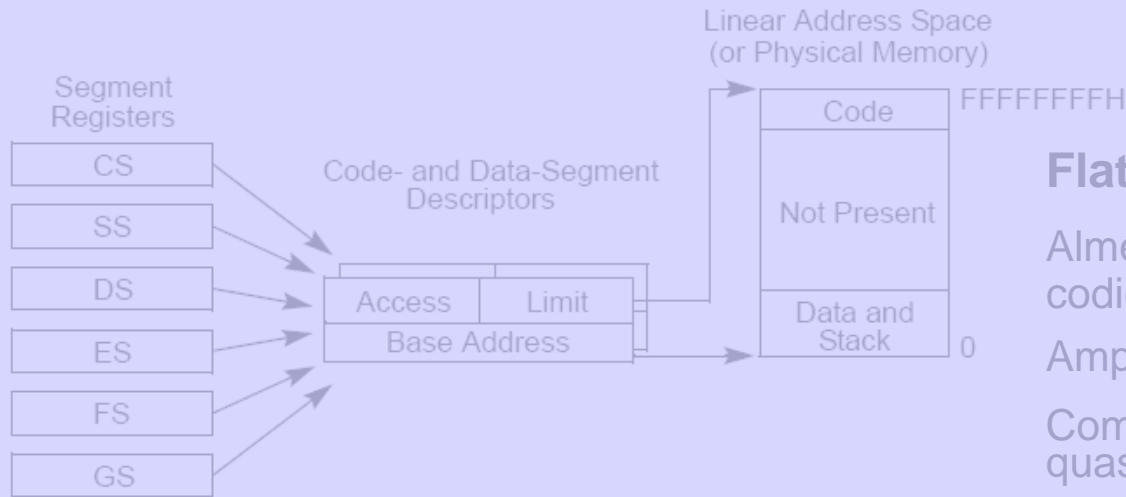 Linear Address Space
(or Physical Memory)
Segment
Registers
CS
SS
DS
ES
FS
GS
Code- and Data-Segment
Descriptors
Access
Limit
Base Address
Code
Not Present
Data and
Stack
FFFFFFFFH
0